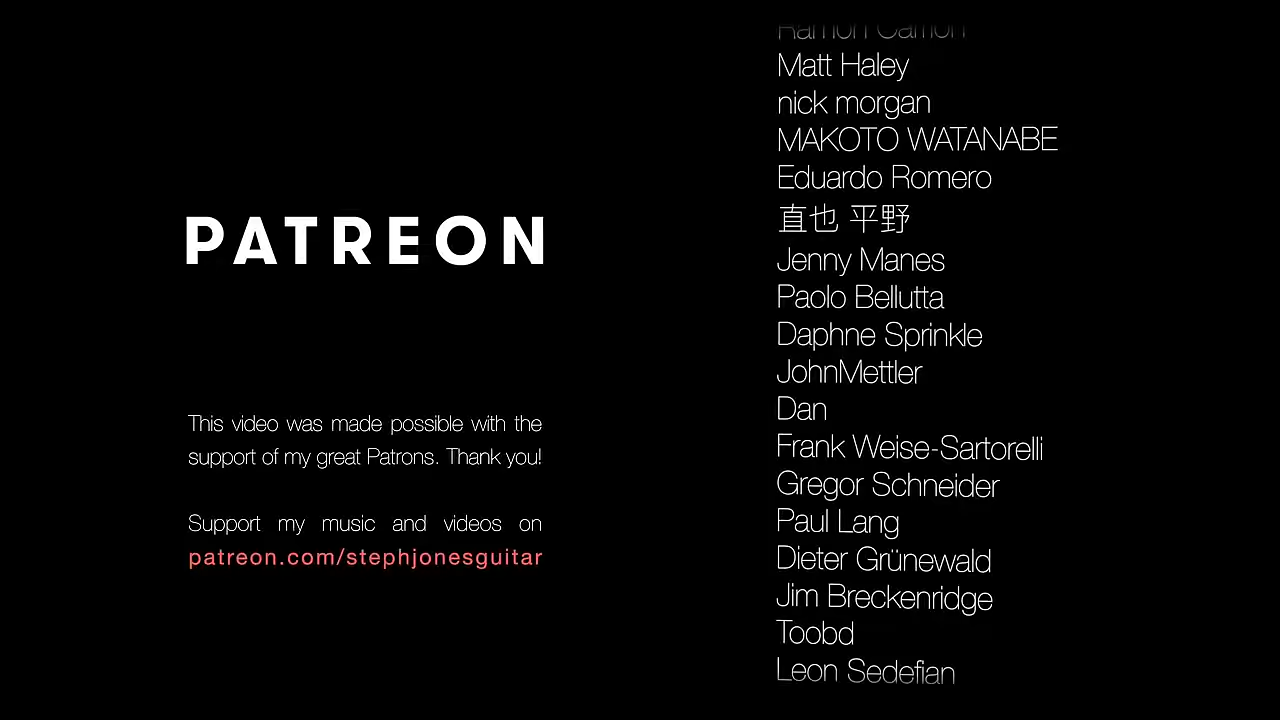 PATREON
This video was made possible with the
support of my great Patrons. Thank you!
Support my music and videos on
patreon.com/stephjonesguitar
Matt Haley
nick morgan
MAKOTO WATANABE
Eduardo Romero
直也 平野
Jenny Manes
Paolo Bellutta
Daphne Sprinkle
JohnMettler
Dan
Frank Weise-Sartorelli
Gregor Schneider
Paul Lang
Dieter Grünewald
Jim Breckenridge
Toobd
Leon Sedefian